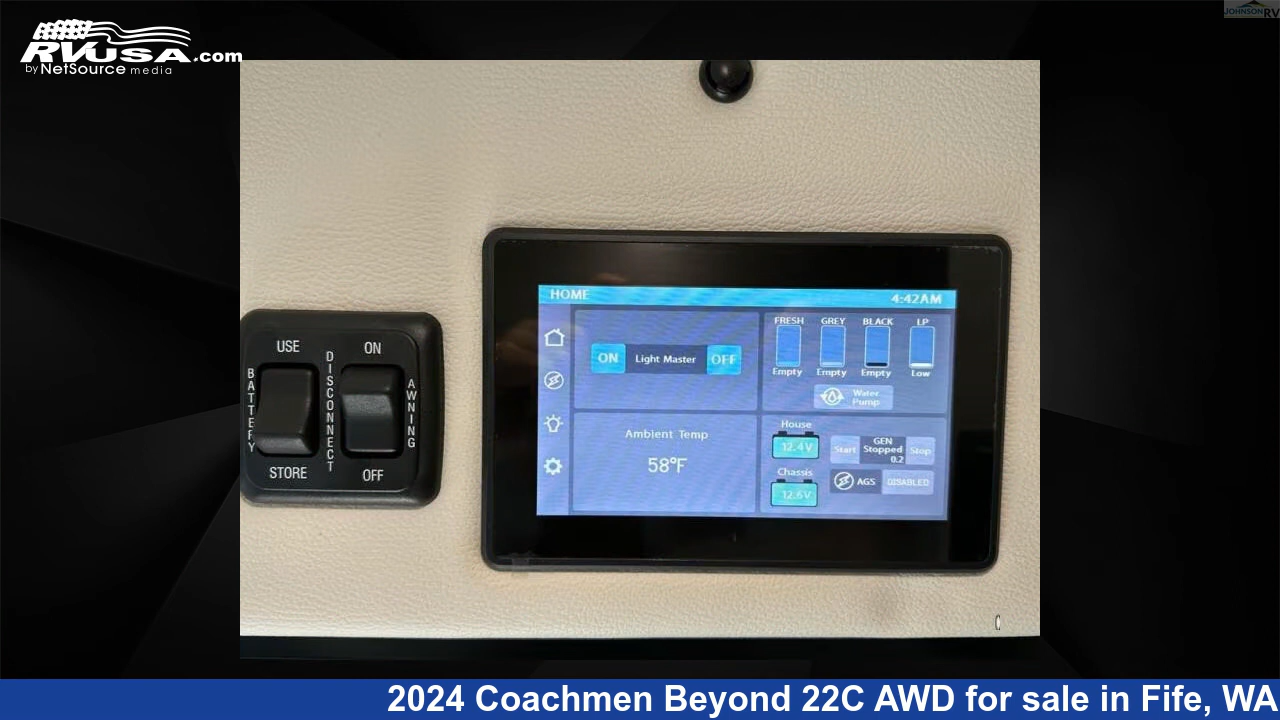 JOHNSON RV
RVUSA.com
by NetSource media
HOME 4:42AM
FRESH GREY BLACK LP
ON Light Master OFF
Empty Empty Empty Low
Water Pump
USE ON
BATTERY DISCONNECT AWNING
STORE OFF
Ambient Temp
58°F
House
12.4V
Start GEN Stopped 0.2 Stop
Chassis
12.6V
AGS DISABLED
2024 Coachmen Beyond 22C AWD for sale in Fife, WA